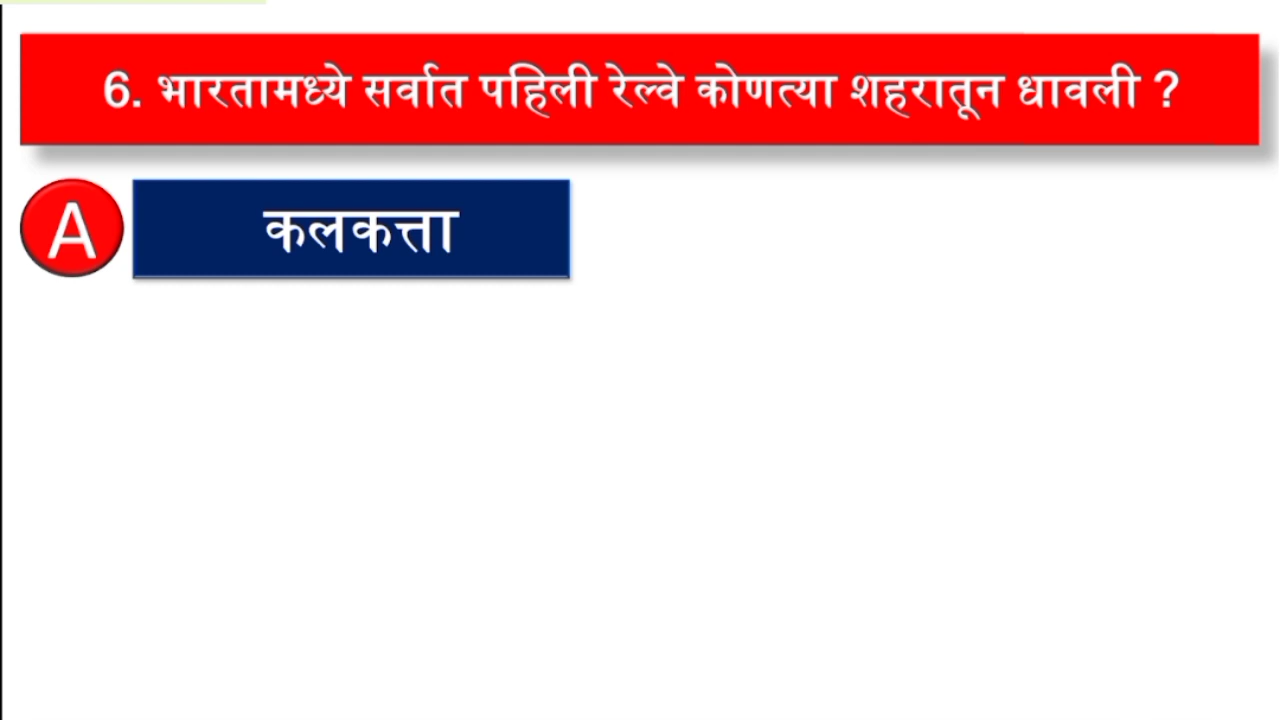 6. भारतामध्ये सर्वात पहिली रेल्वे कोणत्या शहरातून धावली ?
A कलकत्ता